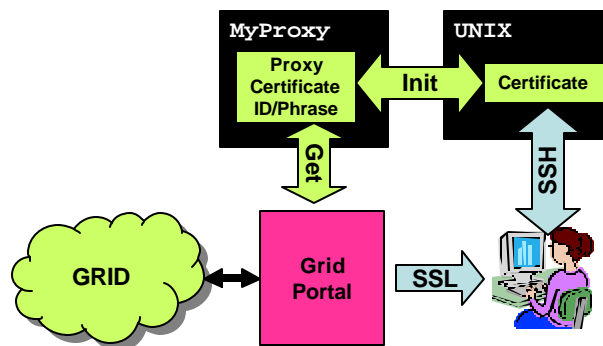 MyProxy
UNIX
Proxy
Certificate
ID/Phrase
Init
Certificate
Get
SSH
GRID
Grid
Portal
SSL